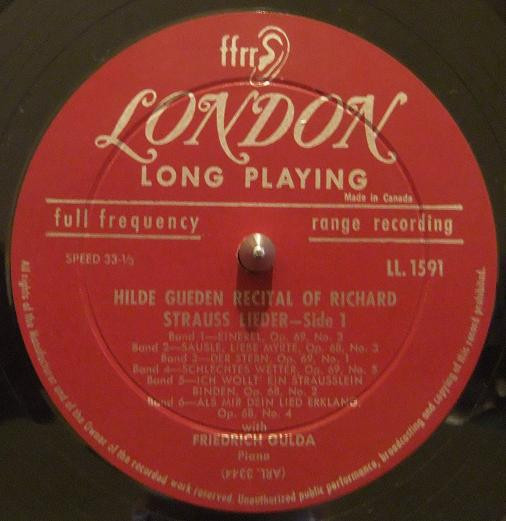 ffrr
LONDON
LONG PLAYING
Made in Canada
full frequency range recording
SPEED 33-⅓
LL.1591
HILDE GUEDEN RECITAL OF RICHARD
STRAUSS LIEDER—Side 1
Band 1—EINERLEI, Op. 69, No. 3
Band 2—SAUSLE, LIEBE MYRTE, Op. 68, No. 3
Band 3—DER STERN, Op. 69, No. 1
Band 4—SCHLECHTES WETTER, Op. 69, No. 5
Band 5—ICH WOLLT' EIN STRAUSSLEIN
BINDEN, Op. 68, No. 2
Band 6—ALS MIR DEIN LIED ERKLANG,
Op. 68, No. 4
with
FRIEDRICH GULDA
Piano
(ARL. 3344)
All rights of the Manufacturer and of the Owner of the recorded work reserved. Unauthorized public performance, broadcasting and copying of this record prohibited.